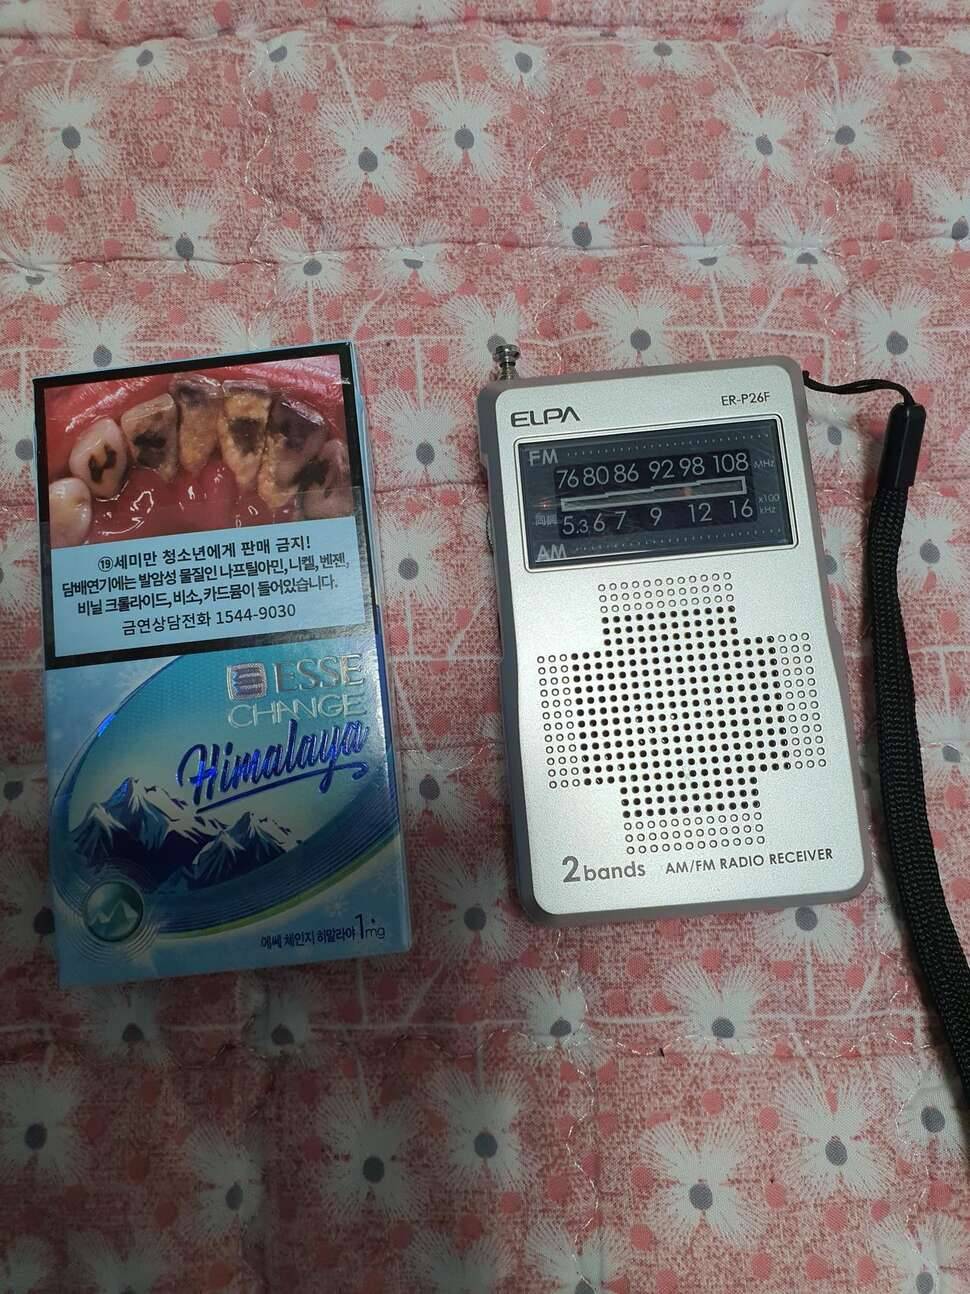 ⑲세미만 청소년에게 판매 금지!
담배연기에는 발암성 물질인 나프틸아민, 니켈, 벤젠,
비닐 크롤라이드, 비소, 카드뮴이 들어있습니다.
금연상담전화 1544-9030
ESSE
CHANGE
Himalaya
에쎄 체인지 히말라야 1mg
ELPA
ER-P26F
FM
76 80 86 92 98 108 MHz
5.3 6 7 9 12 16 x100 kHz
AM
2bands AM/FM RADIO RECEIVER